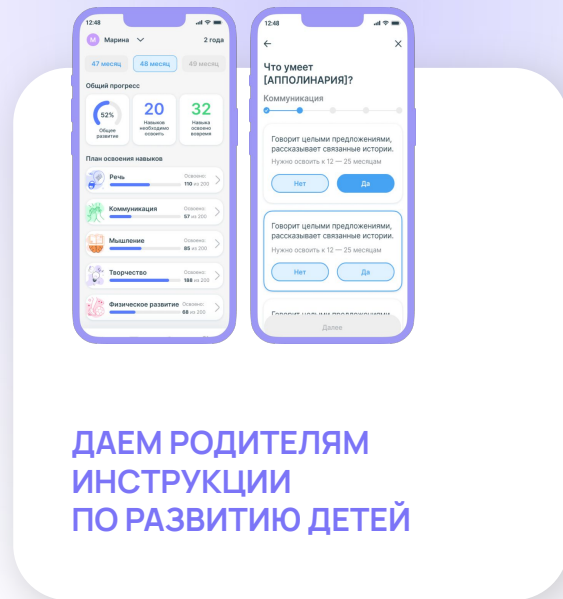 12:48
М Марина 2 года
47 месяц 48 месяц 49 месяц
Общий прогресс
52%
Общее
развитие
20
Навыков
необходимо
освоить
32
Навыка
освоено
вовремя
План освоения навыков
Речь
Освоено:
110 из 200
Коммуникация
Освоено:
57 из 200
Мышление
Освоено:
85 из 200
Творчество
Освоено:
168 из 200
Физическое развитие
Освоено:
68 из 200
12:48
Что умеет
[АППОЛИНАРИЯ]?
Коммуникация
Говорит целыми предложениями,
рассказывает связанные истории.
Нужно освоить к 12 — 25 месяцам
Нет Да
Говорит целыми предложениями,
рассказывает связанные истории.
Нужно освоить к 12 — 25 месяцам
Нет Да
Говорит целыми предложениями,
Далее
ДАЕМ РОДИТЕЛЯМ
ИНСТРУКЦИИ
ПО РАЗВИТИЮ ДЕТЕЙ